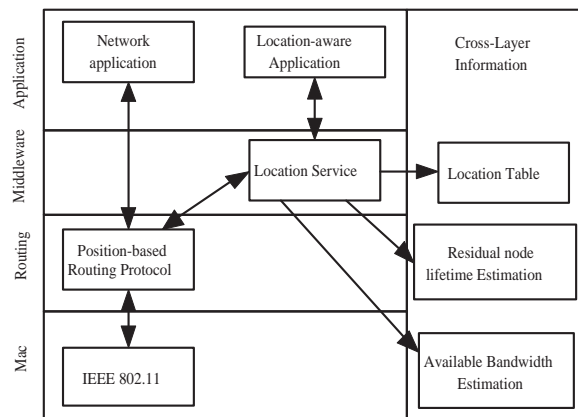 Application
Network
application
Location-aware
Application
Cross-Layer
Information
Middleware
Location Service
Location Table
Routing
Position-based
Routing Protocol
Residual node
lifetime Estimation
Mac
IEEE 802.11
Available Bandwidth
Estimation